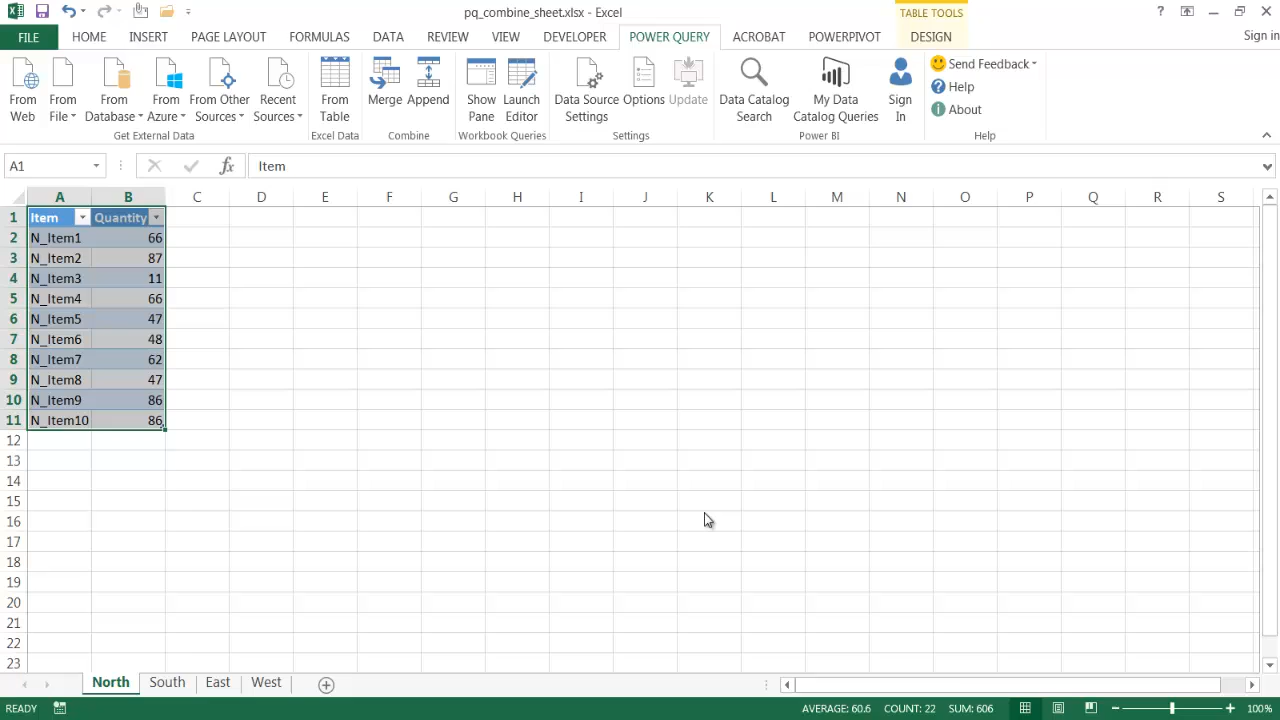 pq_combine_sheet.xlsx - Excel
TABLE TOOLS
?
FILE HOME INSERT PAGE LAYOUT FORMULAS DATA REVIEW VIEW DEVELOPER POWER QUERY ACROBAT POWERPIVOT DESIGN Sign in
From Web
From File
From Database
From Azure
From Other Sources
Recent Sources
From Table
Merge
Append
Show Pane
Launch Editor
Data Source Settings
Options
Update
Data Catalog Search
My Data Catalog Queries
Sign In
Send Feedback
Help
About
Get External Data Excel Data Combine Workbook Queries Settings Power BI Help
A1 fx Item
A B C D E F G H I J K L M N O P Q R S
1 Item Quantity
2 N_Item1 66
3 N_Item2 87
4 N_Item3 11
5 N_Item4 66
6 N_Item5 47
7 N_Item6 48
8 N_Item7 62
9 N_Item8 47
10 N_Item9 86
11 N_Item10 86
12
13
14
15
16
17
18
19
20
21
22
23
North South East West
READY AVERAGE: 60.6 COUNT: 22 SUM: 606 100%